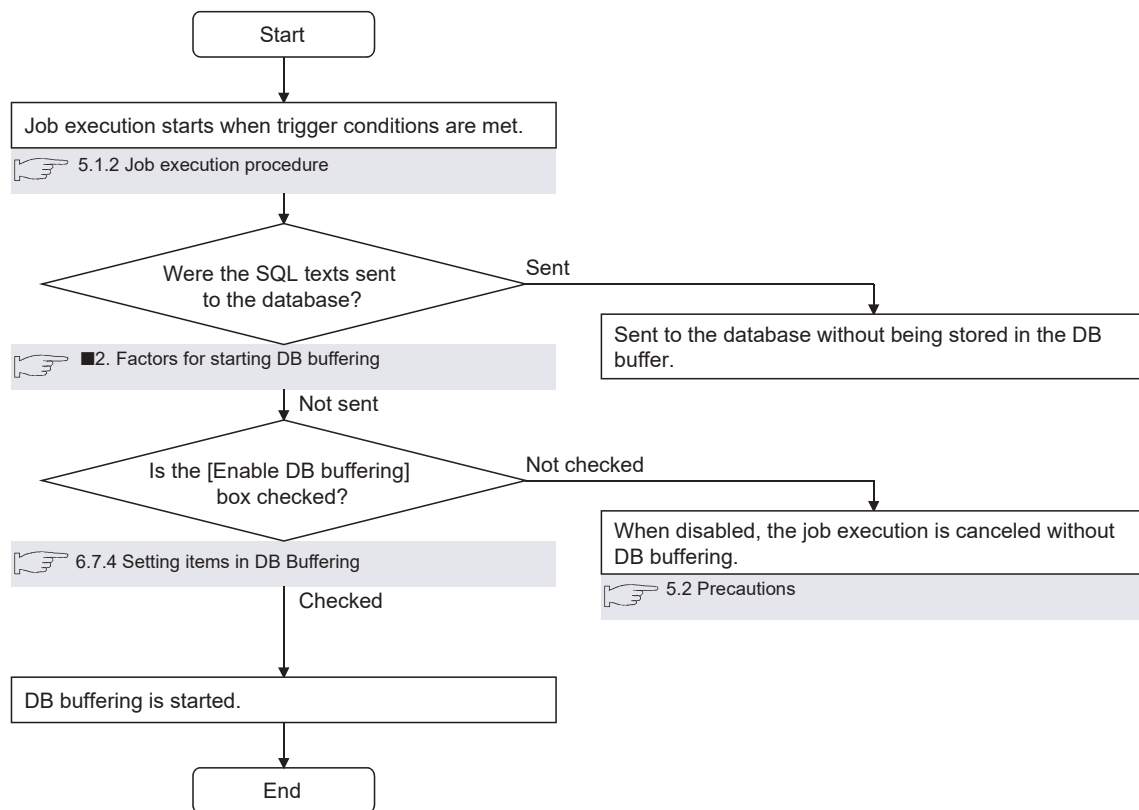 Start
Job execution starts when trigger conditions are met.
5.1.2 Job execution procedure
Were the SQL texts sent
to the database?
Sent
Sent to the database without being stored in the DB
buffer.
■2. Factors for starting DB buffering
Not sent
Is the [Enable DB buffering]
box checked?
Not checked
When disabled, the job execution is canceled without
DB buffering.
5.2 Precautions
6.7.4 Setting items in DB Buffering
Checked
DB buffering is started.
End